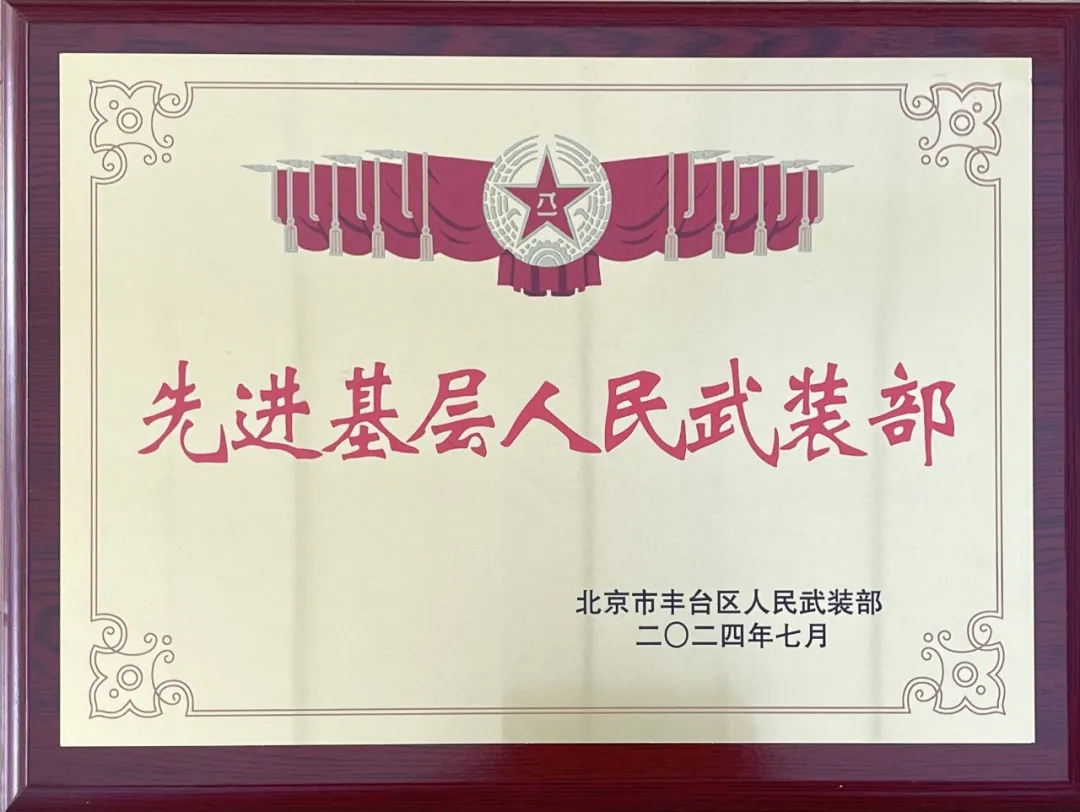 八一
先进基层人民武装部
北京市丰台区人民武装部
二〇二四年七月